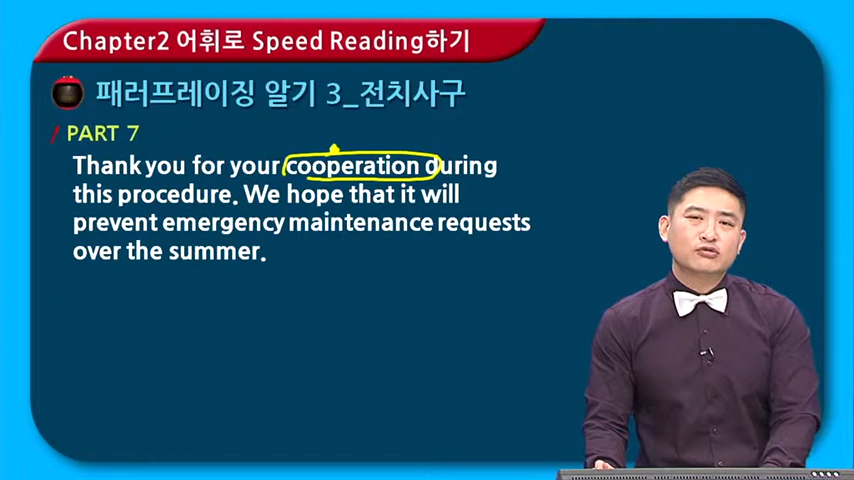 Chapter2 어휘로 Speed Reading하기
패러프레이징 알기 3_전치사구
/ PART 7
Thank you for your cooperation during
this procedure. We hope that it will
prevent emergency maintenance requests
over the summer.